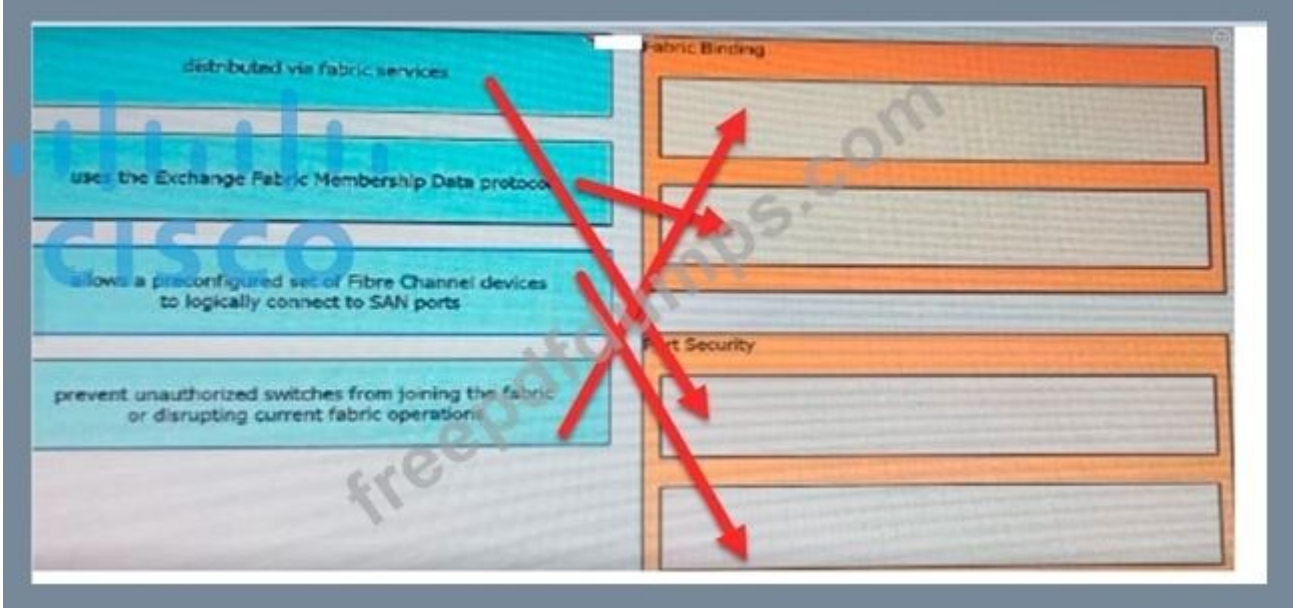 distributed via fabric services
uses the Exchange Fabric Membership Data protocol
allows a preconfigured set of Fibre Channel devices
to logically connect to SAN ports
prevent unauthorized switches from joining the fabric
or disrupting current fabric operations
Fabric Binding
Port Security
CISCO
freepdfdumps.com